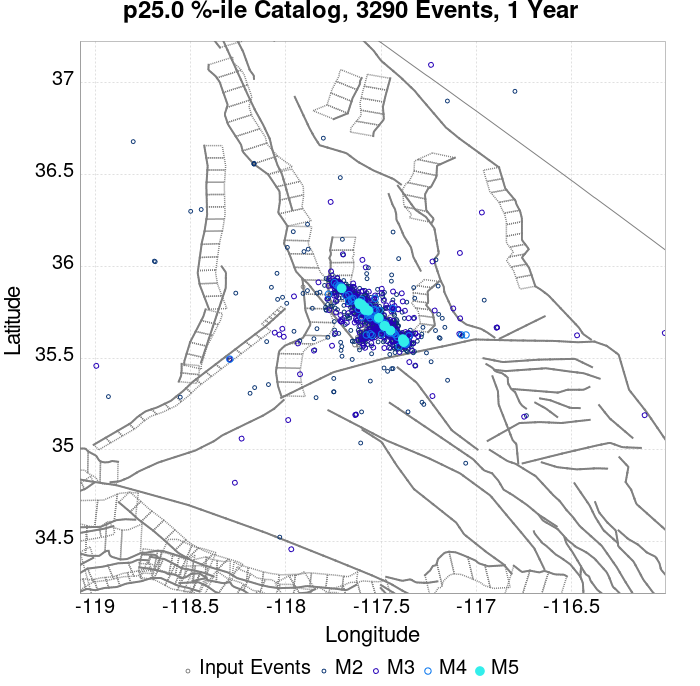 p25.0 %-ile Catalog, 3290 Events, 1 Year
37
36.5
36
35.5
35
34.5
Latitude
-119
-118.5
-118
-117.5
-117
-116.5
Longitude
Input Events
M2
M3
M4
M5